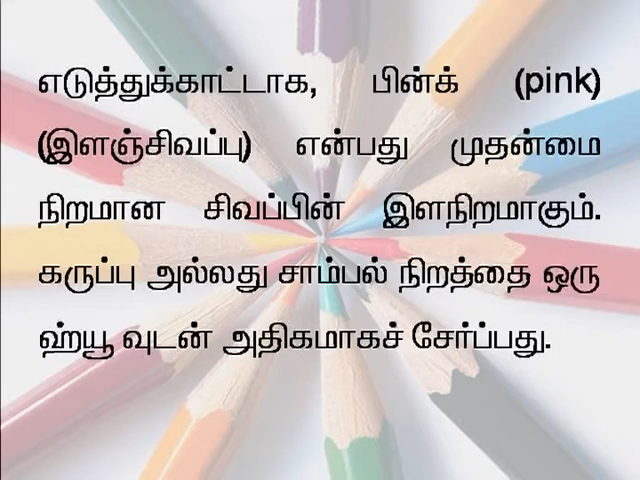 எடுத்துக்காட்டாக, பின்க் (pink)
(இளஞ்சிவப்பு) என்பது முதன்மை
நிறமான சிவப்பின் இளநிறமாகும்.
கருப்பு அல்லது சாம்பல் நிறத்தை ஒரு
ஹ்யூ வுடன் அதிகமாகச் சேர்ப்பது.